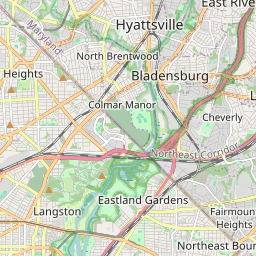 East River
Hyattsville
Maryland
North Brentwood
Heights
Bladensburg
Colmar Manor
Cheverly
L
Northeast Corridor
Eastland Gardens
Langston
Fairmount
Heights
Northeast Bou